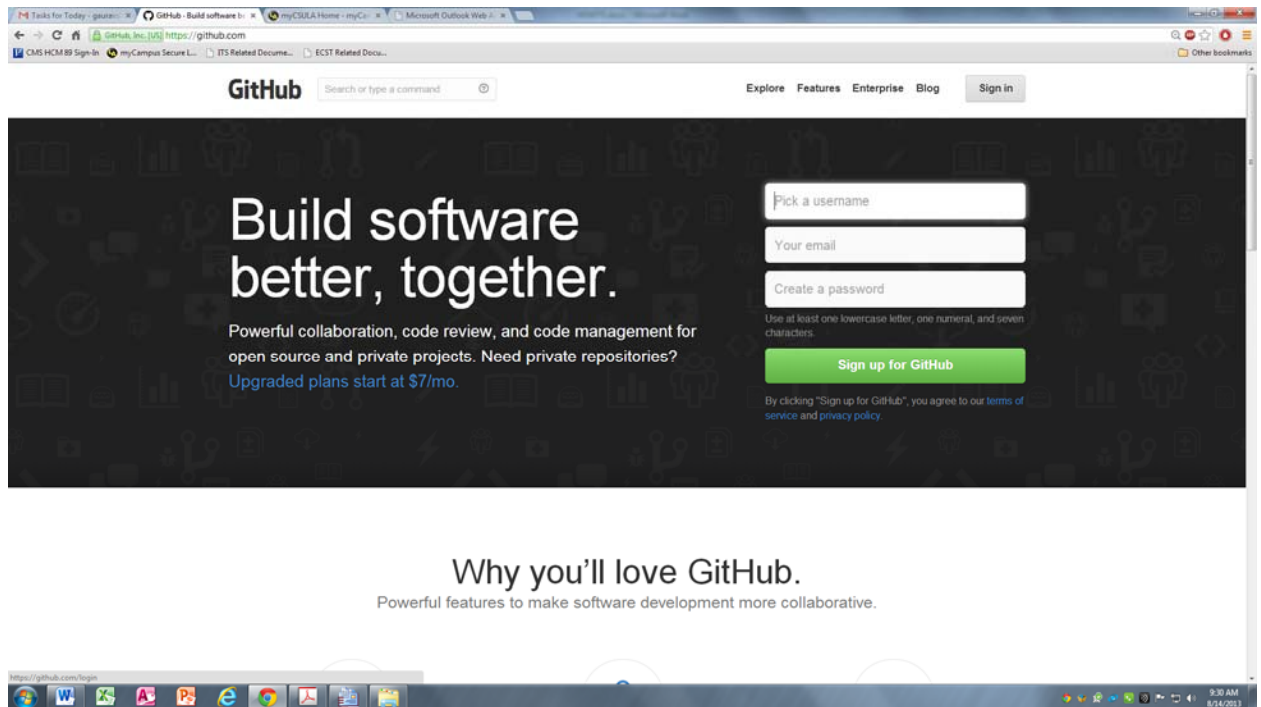 Tasks for Today - gaurav
GitHub · Build software be
myCSULA Home - myCa
Microsoft Outlook Web A
GitHub, Inc. [US] https://github.com
CMS HCM 89 Sign-In
myCampus Secure L...
ITS Related Docume...
ECST Related Docu...
Other bookmarks
GitHub
Search or type a command
Explore
Features
Enterprise
Blog
Sign in
Build software
better, together.
Powerful collaboration, code review, and code management for
open source and private projects. Need private repositories?
Upgraded plans start at $7/mo.
Pick a username
Your email
Create a password
Use at least one lowercase letter, one numeral, and seven
characters.
Sign up for GitHub
By clicking "Sign up for GitHub", you agree to our terms of
service and privacy policy.
Why you'll love GitHub.
Powerful features to make software development more collaborative.
https://github.com/login
9:30 AM
8/14/2013